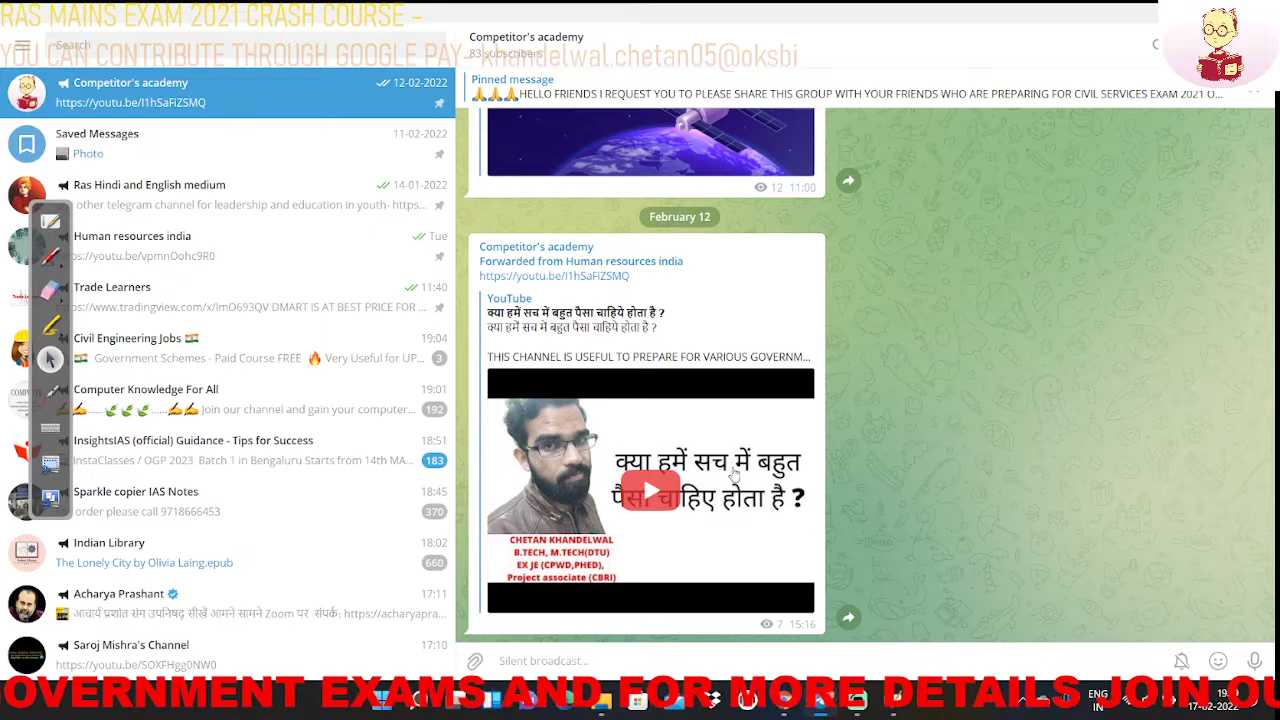 RAS MAINS EXAM 2021 CRASH COURSE -
YOU CAN CONTRIBUTE THROUGH GOOGLE PAY- khandelwal.chetan05@oksbi
Search
Competitor's academy
12-02-2022
https://youtu.be/I1hSaFiZSMQ
Saved Messages
11-02-2022
Photo
Ras Hindi and English medium
14-01-2022
other telegram channel for leadership and education in youth- https...
Human resources india
Tue
ps://youtu.be/vpmnOohc9R0
Trade Learners
11:40
https://www.tradingview.com/x/ImO693QV DMART IS AT BEST PRICE FOR ...
Civil Engineering Jobs
19:04
Government Schemes - Paid Course FREE 🔥 Very Useful for UP...
3
Computer Knowledge For All
19:01
✍✍......🌿🌿🌿......✍✍ Join our channel and gain your computer...
192
InsightsIAS (official) Guidance - Tips for Success
18:51
InstaClasses / OGP 2023 Batch 1 in Bengaluru Starts from 14th MA...
183
Sparkle copier IAS Notes
18:45
order please call 9718666453
370
Indian Library
18:02
The Lonely City by Olivia Laing.epub
660
Acharya Prashant
17:11
आचार्य प्रशांत संग उपनिषद् सीखें आमने सामने Zoom पर संपर्क: https://acharyapra...
Saroj Mishra's Channel
17:10
https://youtu.be/SOXFHgg0NW0
Competitor's academy
83 subscribers
Pinned message
🙏🙏🙏HELLO FRIENDS I REQUEST YOU TO PLEASE SHARE THIS GROUP WITH YOUR FRIENDS WHO ARE PREPARING FOR CIVIL SERVICES EXAM 2021 O...
12 11:00
February 12
Competitor's academy
Forwarded from Human resources india
https://youtu.be/I1hSaFiZSMQ
YouTube
क्या हमें सच में बहुत पैसा चाहिये होता है ?
क्या हमें सच में बहुत पैसा चाहिये होता है ?
THIS CHANNEL IS USEFUL TO PREPARE FOR VARIOUS GOVERNM...
क्या हमें सच में बहुत
पैसा चाहिए होता है ?
CHETAN KHANDELWAL
B.TECH, M.TECH(DTU)
EX JE (CPWD,PHED),
Project associate (CBRI)
7 15:16
Silent broadcast...
OVERNMENT EXAMS AND FOR MORE DETAILS JOIN OU
ENG
IN
17-02-2022